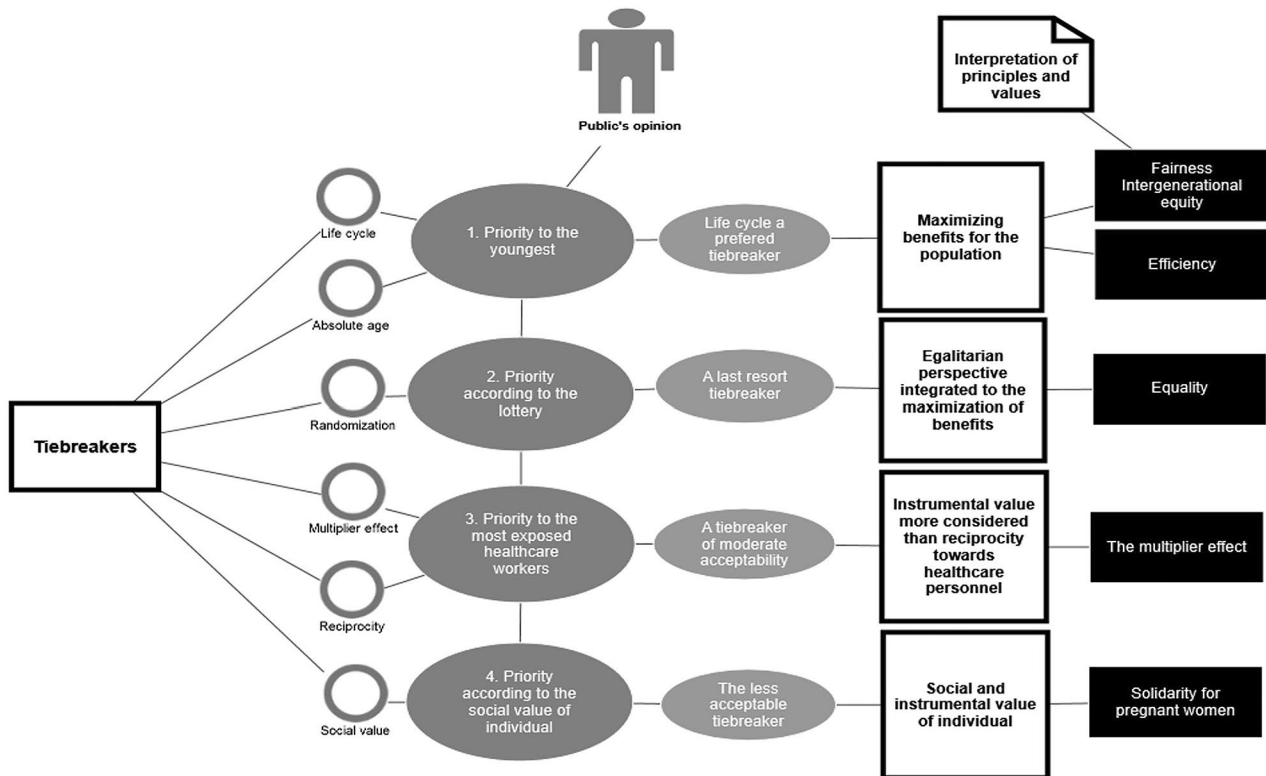 Public's opinion
Interpretation of
principles and
values
Tiebreakers
Life cycle
Absolute age
Randomization
Multiplier effect
Reciprocity
Social value
1. Priority to the
youngest
Life cycle a
prefered
tiebreaker
Maximizing
benefits for the
population
Fairness
Intergenerational
equity
Efficiency
2. Priority
according to the
lottery
A last resort
tiebreaker
Egalitarian
perspective
integrated to the
maximization of
benefits
Equality
3. Priority to the
most exposed
healthcare
workers
A tiebreaker
of moderate
acceptability
Instrumental value
more considered
than reciprocity
towards
healthcare
personnel
The multiplier effect
4. Priority
according to the
social value of
individual
The less
acceptable
tiebreaker
Social and
instrumental value
of individual
Solidarity for
pregnant women